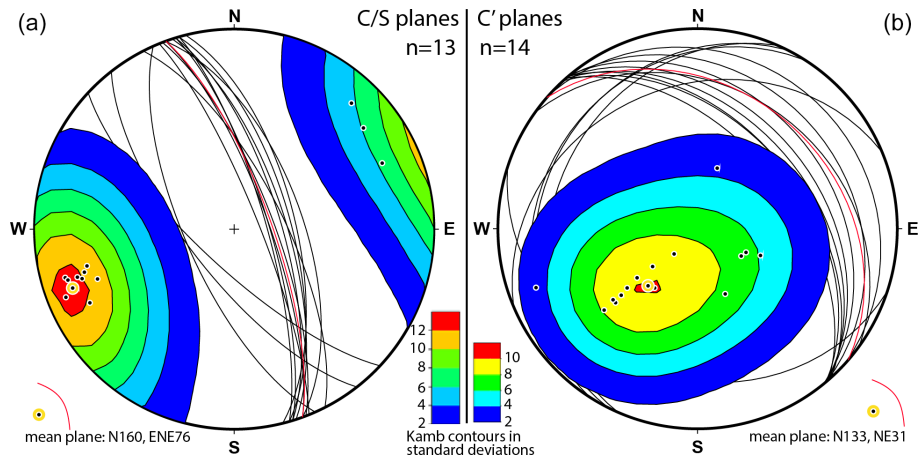 (a)
N
C/S planes
n=13
W
E
S
12
10
8
6
4
2
mean plane: N160, ENE76
C’ planes
n=14
N
(b)
W
E
S
10
8
6
4
2
Kamb contours in
standard deviations
mean plane: N133, NE31